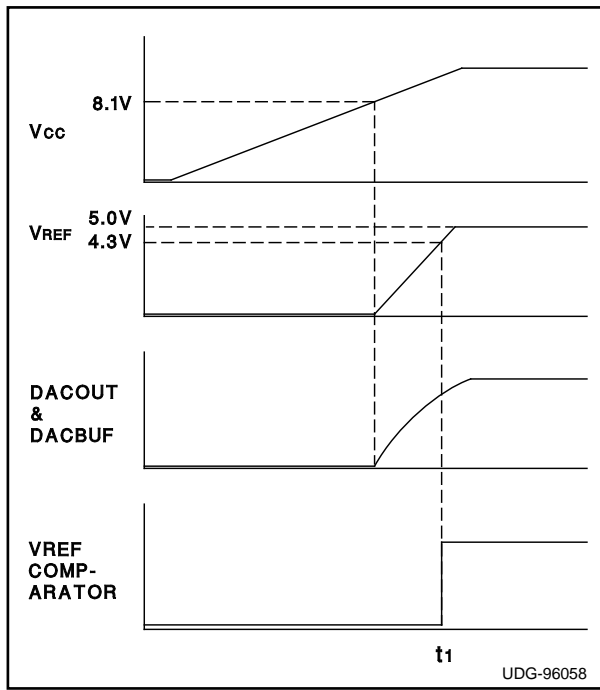 8.1V
Vcc
5.0V
VREF
4.3V
DACOUT
&
DACBUF
VREF
COMP-
ARATOR
t1
UDG-96058